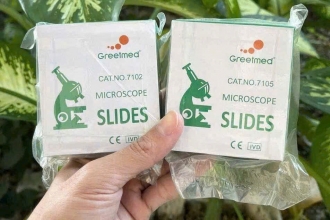 Greetmed
CAT.NO.7102
MICROSCOPE
SLIDES
CE IVD
Greetmed
CAT.NO.7105
MICROSCOPE
SLIDES
CE IVD